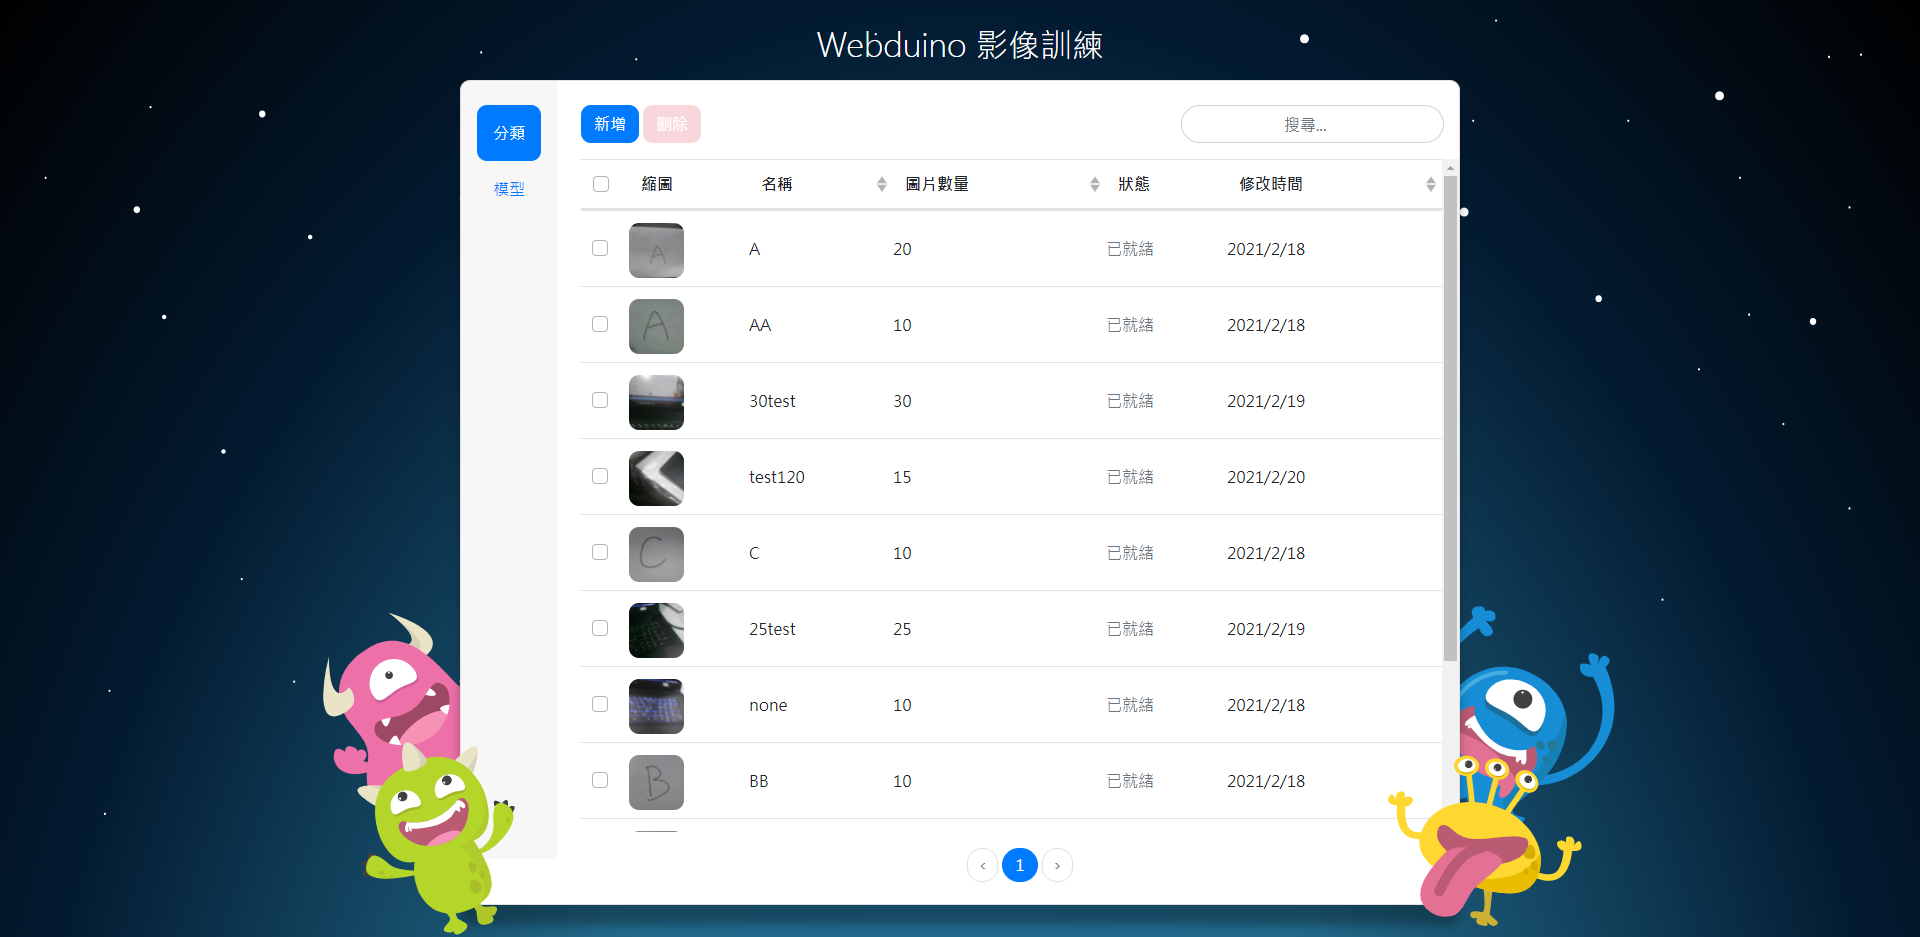 Webduino 影像訓練
分類
模型
新增 刪除 搜尋...
縮圖 名稱 圖片數量 狀態 修改時間
A A 20 已就緒 2021/2/18
A AA 10 已就緒 2021/2/18
30test 30 已就緒 2021/2/19
test120 15 已就緒 2021/2/20
C C 10 已就緒 2021/2/18
25test 25 已就緒 2021/2/19
none 10 已就緒 2021/2/18
B BB 10 已就緒 2021/2/18
‹ 1 ›